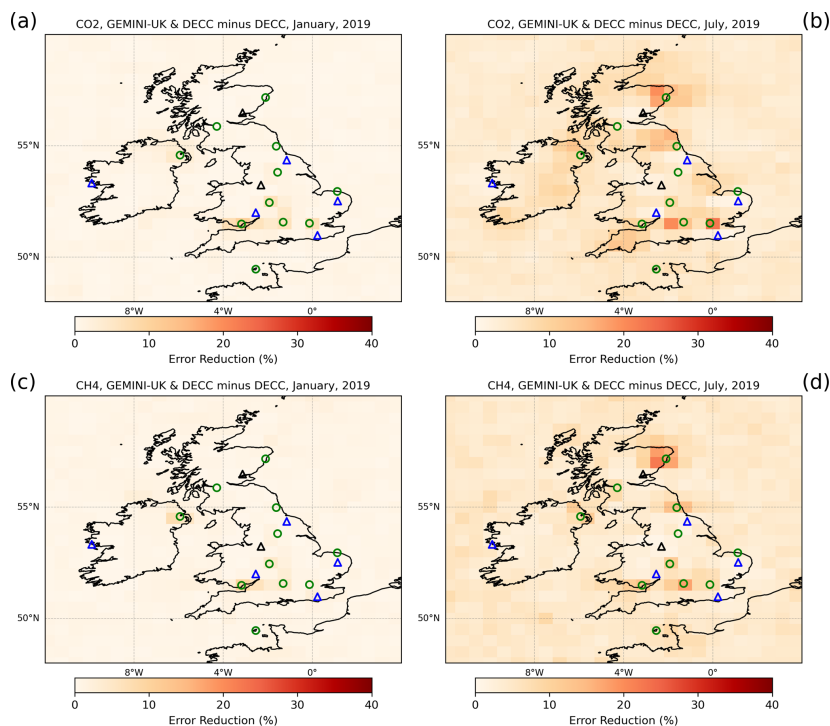 (a) CO2, GEMINI-UK & DECC minus DECC, January, 2019
CO2, GEMINI-UK & DECC minus DECC, July, 2019 (b)
55°N
55°N
50°N
50°N
8°W 4°W 0°
8°W 4°W 0°
0 10 20 30 40
0 10 20 30 40
Error Reduction (%)
Error Reduction (%)
(c) CH4, GEMINI-UK & DECC minus DECC, January, 2019
CH4, GEMINI-UK & DECC minus DECC, July, 2019 (d)
55°N
55°N
50°N
50°N
8°W 4°W 0°
8°W 4°W 0°
0 10 20 30 40
0 10 20 30 40
Error Reduction (%)
Error Reduction (%)